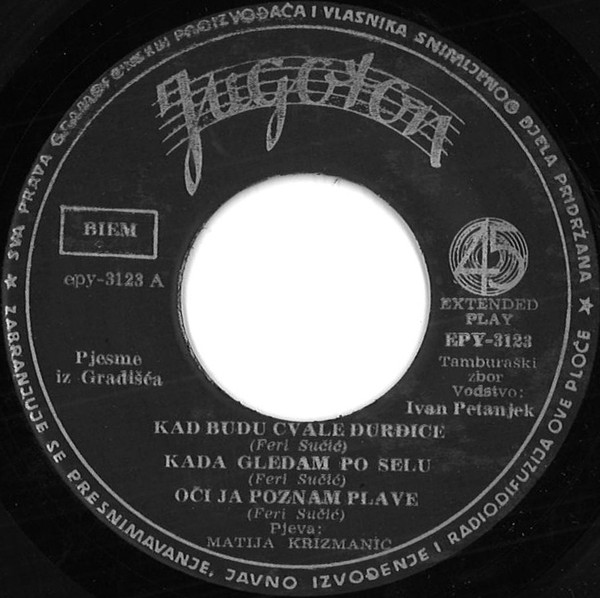 SVA PRAVA GRAMOFONSKIH PROIZVOĐAČA I VLASNIKA SNIMLJENOG DJELA PRIDRŽANA
Jugoton
BIEM
epy-3123 A
45
EXTENDED
PLAY
EPY-3123
Pjesme
iz Gradišća
Tamburaški
zbor
Vodstvo:
Ivan Petanjek
KAD BUDU CVALE ĐURĐICE
(Feri Sučić)
KADA GLEDAM PO SELU
(Feri Sučić)
OČI JA POZNAM PLAVE
(Feri Sučić)
Pjeva:
MATIJA KRIZMANIĆ
★ ZABRANJUJE SE PRESNIMAVANJE, JAVNO IZVOĐENJE I RADIODIFUZIJA OVE PLOČE ★